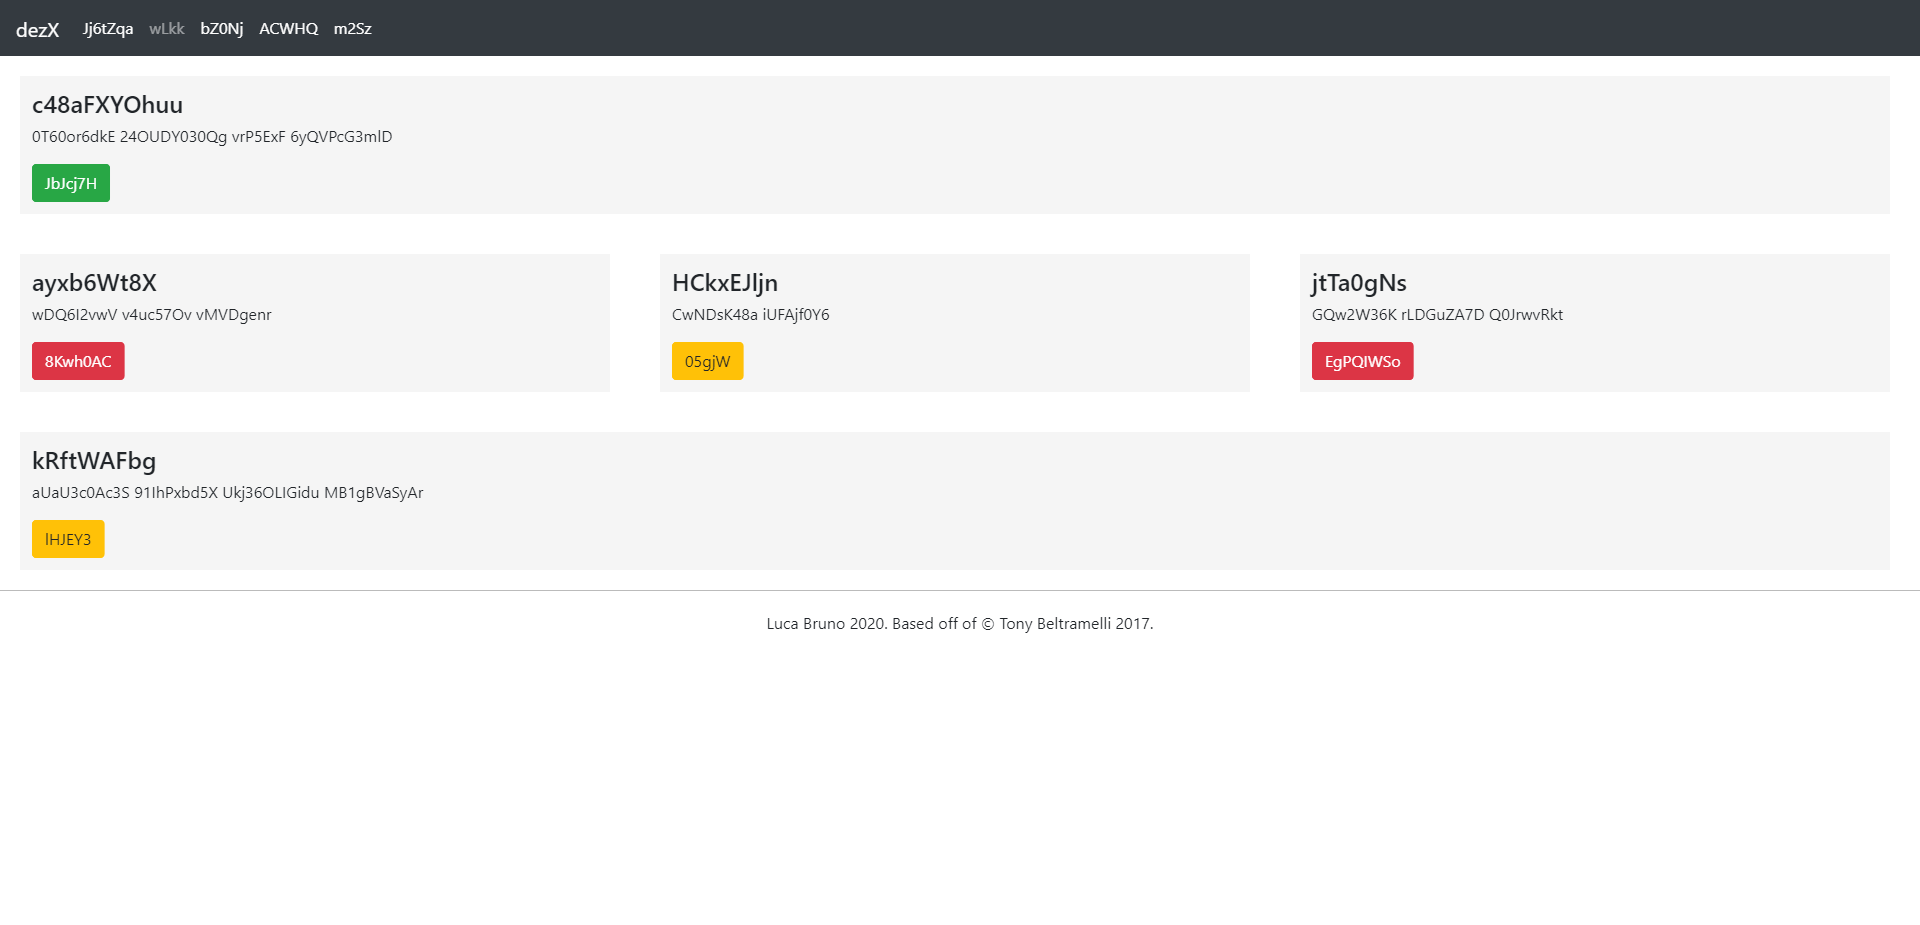 dezX Jj6tZqa wLkk bZ0Nj ACWHQ m2Sz
c48aFXYOhuu
0T60or6dkE 24OUDY030Qg vrP5ExF 6yQVPcG3mlD
JbJcj7H
ayxb6Wt8X
wDQ6I2vwV v4uc57Ov vMVDgenr
8Kwh0AC
HCkxEJljn
CwNDsK48a iUFAjf0Y6
05gjW
jtTa0gNs
GQw2W36K rLDGuZA7D Q0JrwvRkt
EgPQIWSo
kRftWAFbg
aUaU3c0Ac3S 91IhPxbd5X Ukj36OLIGidu MB1gBVaSyAr
lHJEY3
Luca Bruno 2020. Based off of © Tony Beltramelli 2017.